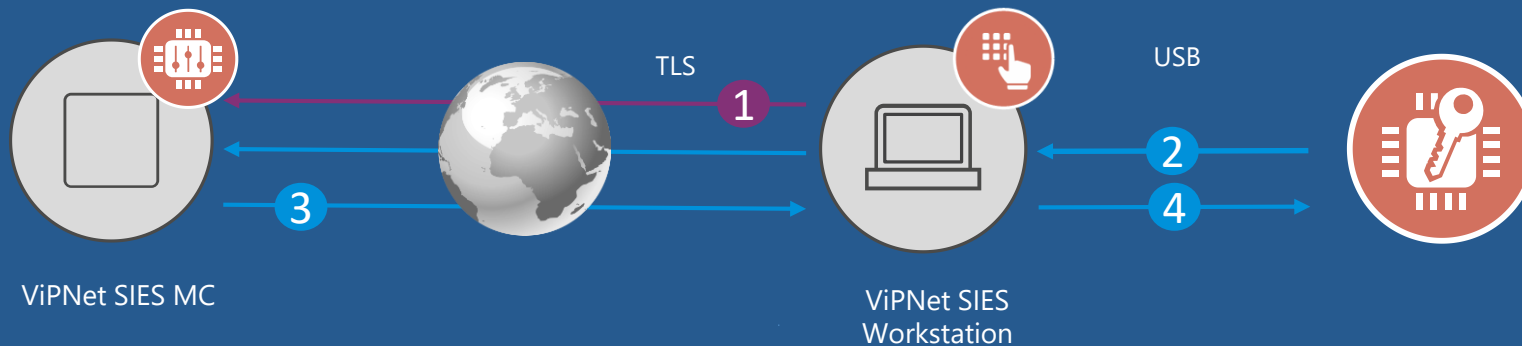 TLS
USB
1
2
3
4
ViPNet SIES MC
ViPNet SIES
Workstation